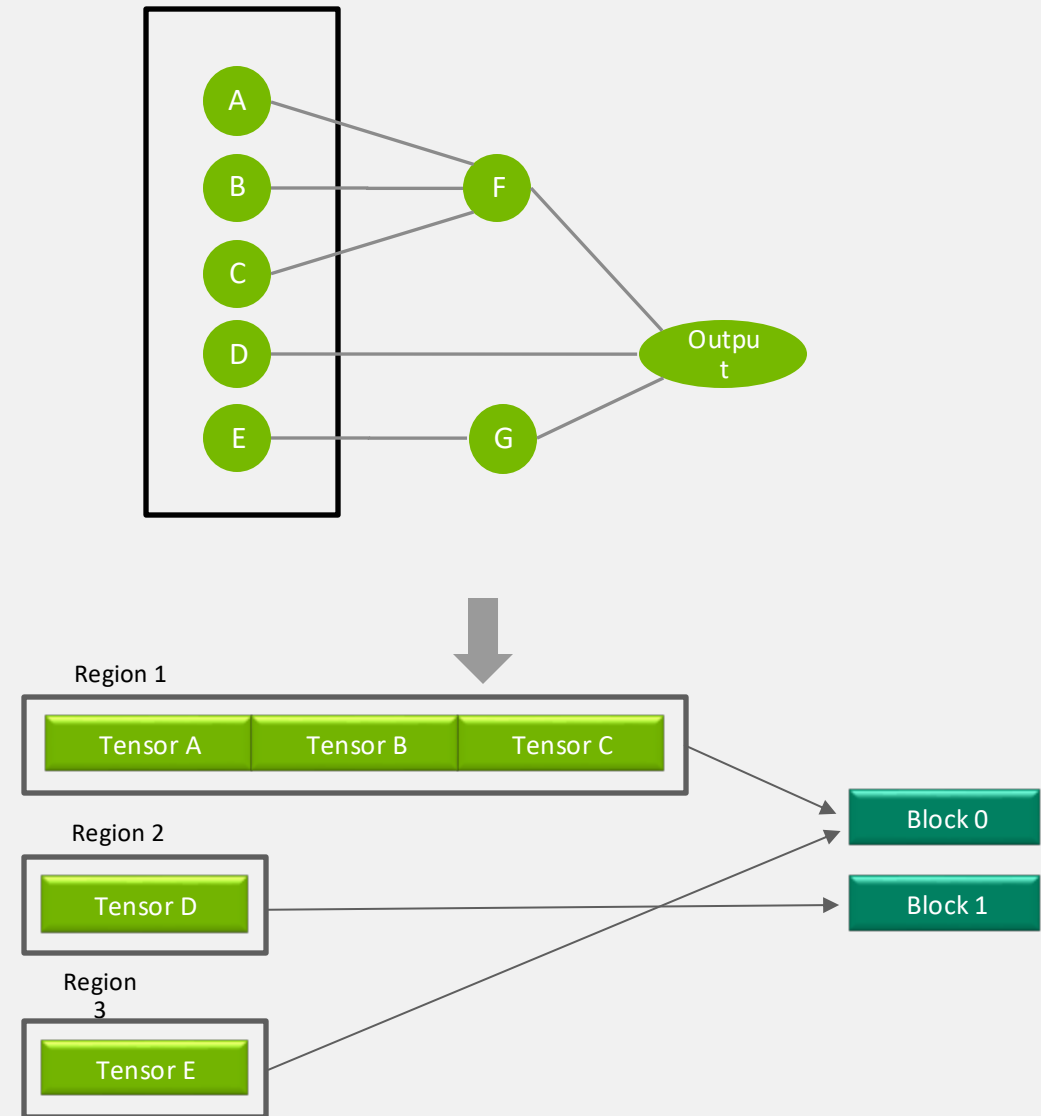 A
B
F
C
D
Outpu
t
E
G
Region 1
Tensor A
Tensor B
Tensor C
Block 0
Region 2
Tensor D
Block 1
Region
3
Tensor E